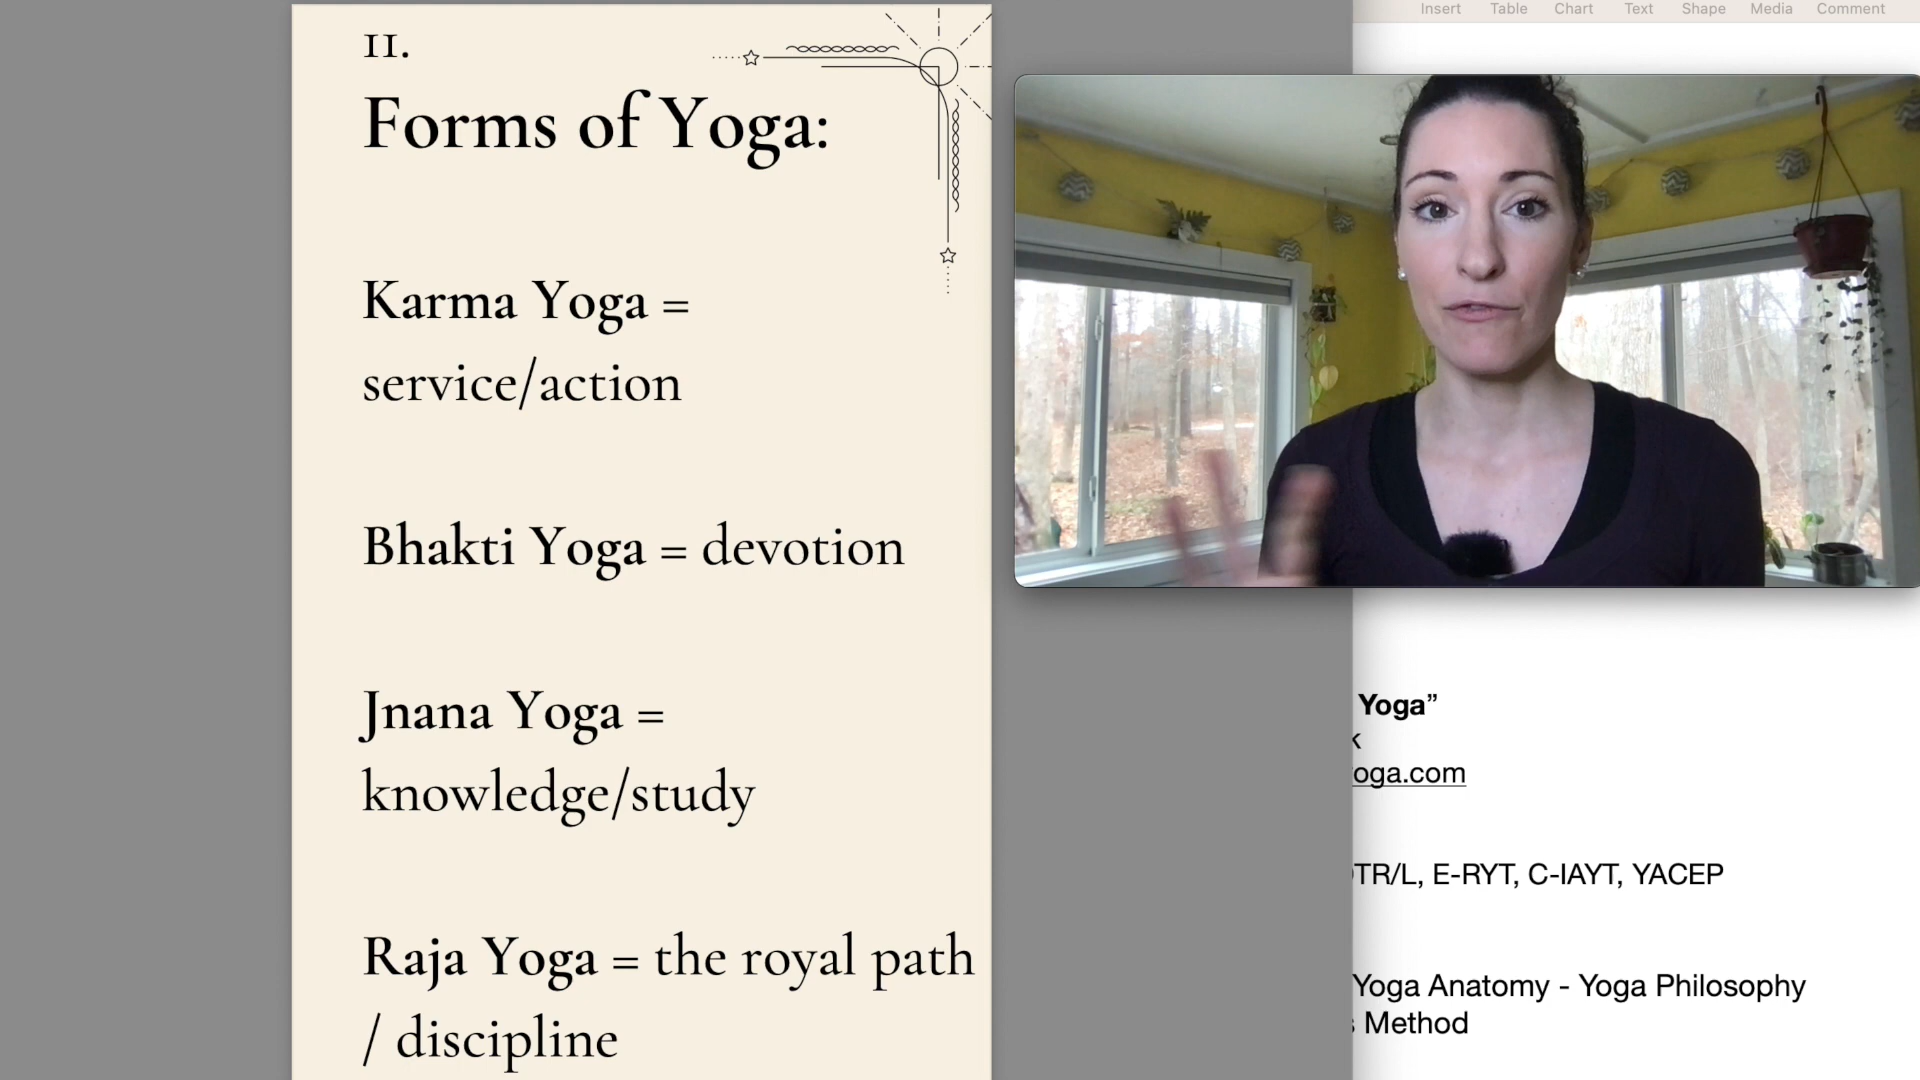 II.
Forms of Yoga:
Karma Yoga =
service/action
Bhakti Yoga = devotion
Jnana Yoga =
knowledge/study
Raja Yoga = the royal path
/ discipline
Insert Table Chart Text Shape Media Comment
Yoga”
k
oga.com
TR/L, E-RYT, C-IAYT, YACEP
Yoga Anatomy - Yoga Philosophy
s Method